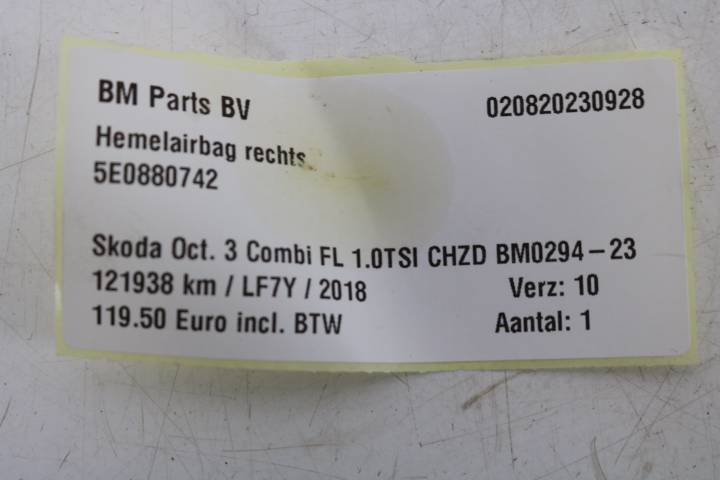 BM Parts BV 020820230928
Hemelairbag rechts
5E0880742
Skoda Oct. 3 Combi FL 1.0TSI CHZD BM0294-23
121938 km / LF7Y / 2018 Verz: 10
119.50 Euro incl. BTW Aantal: 1